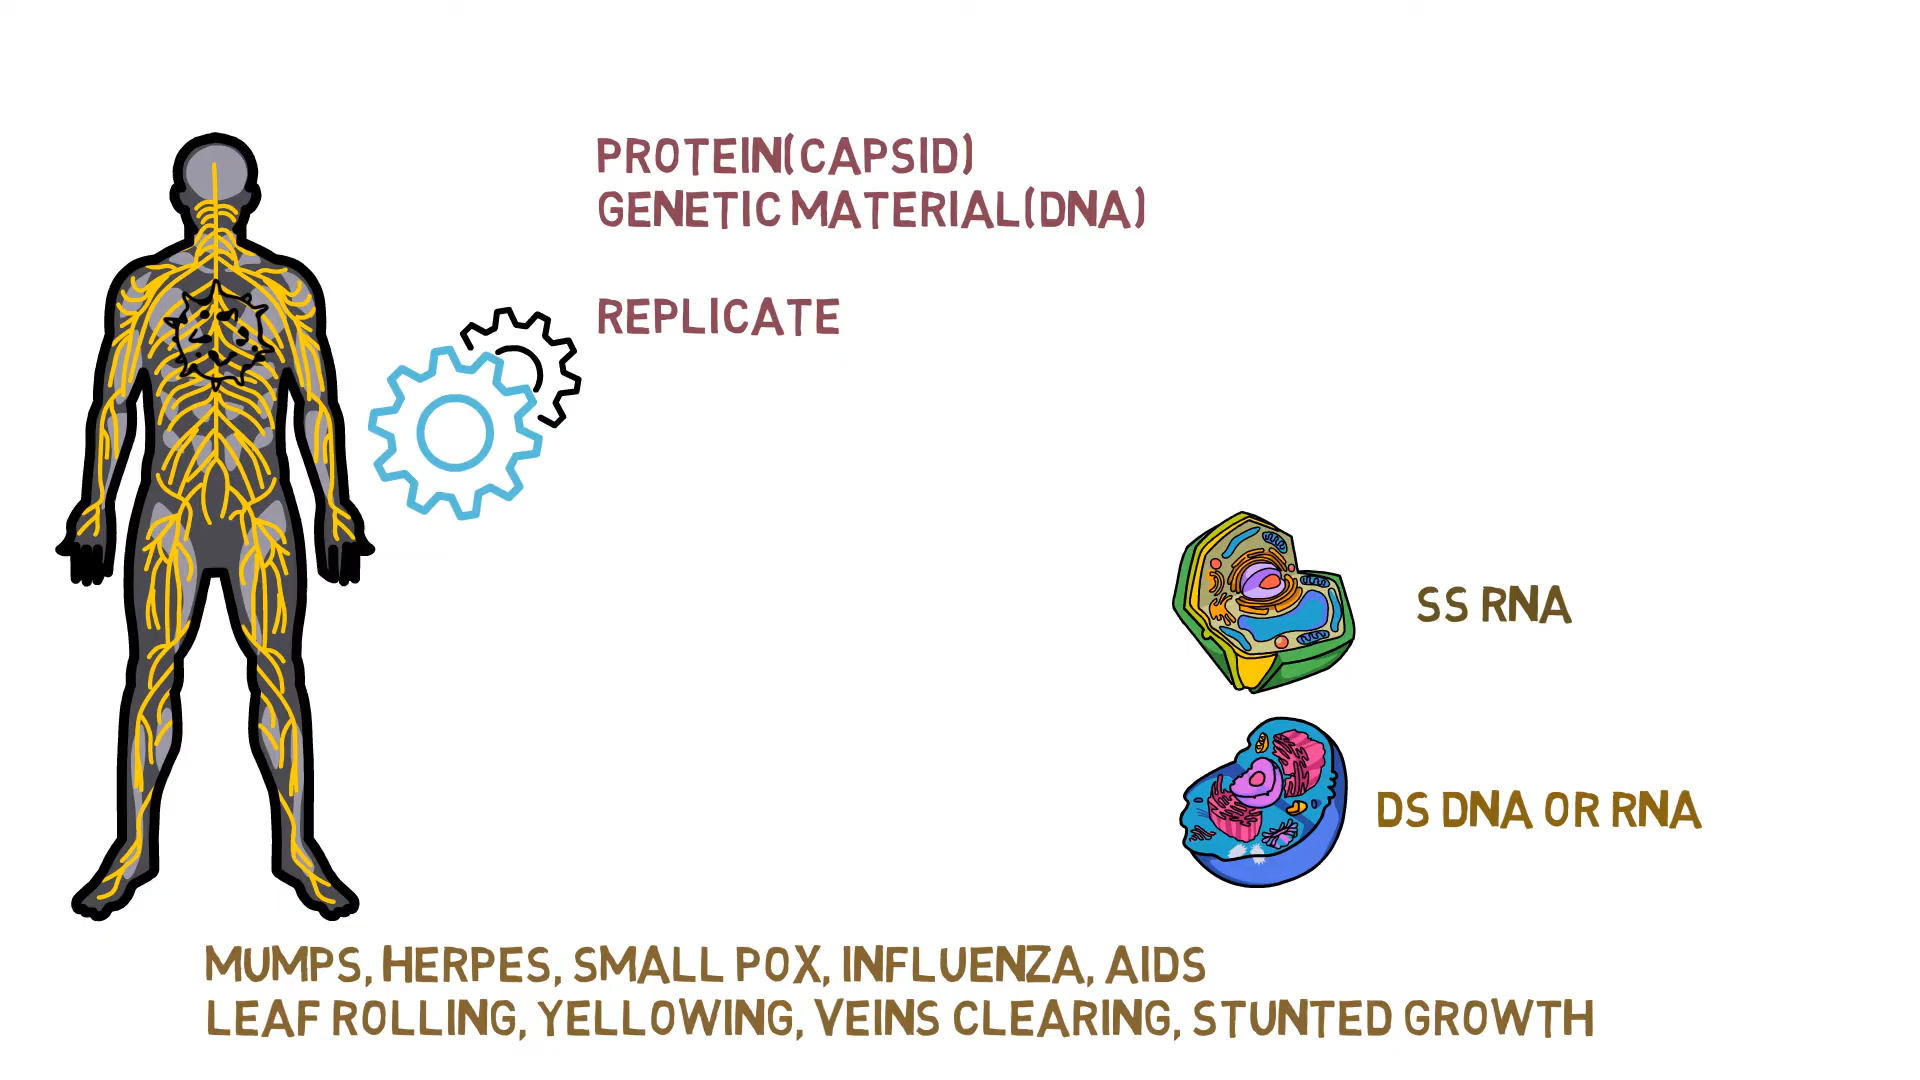 PROTEIN(CAPSID)
GENETIC MATERIAL(DNA)
REPLICATE
SS RNA
DS DNA OR RNA
MUMPS, HERPES, SMALL POX, INFLUENZA, AIDS
LEAF ROLLING, YELLOWING, VEINS CLEARING, STUNTED GROWTH